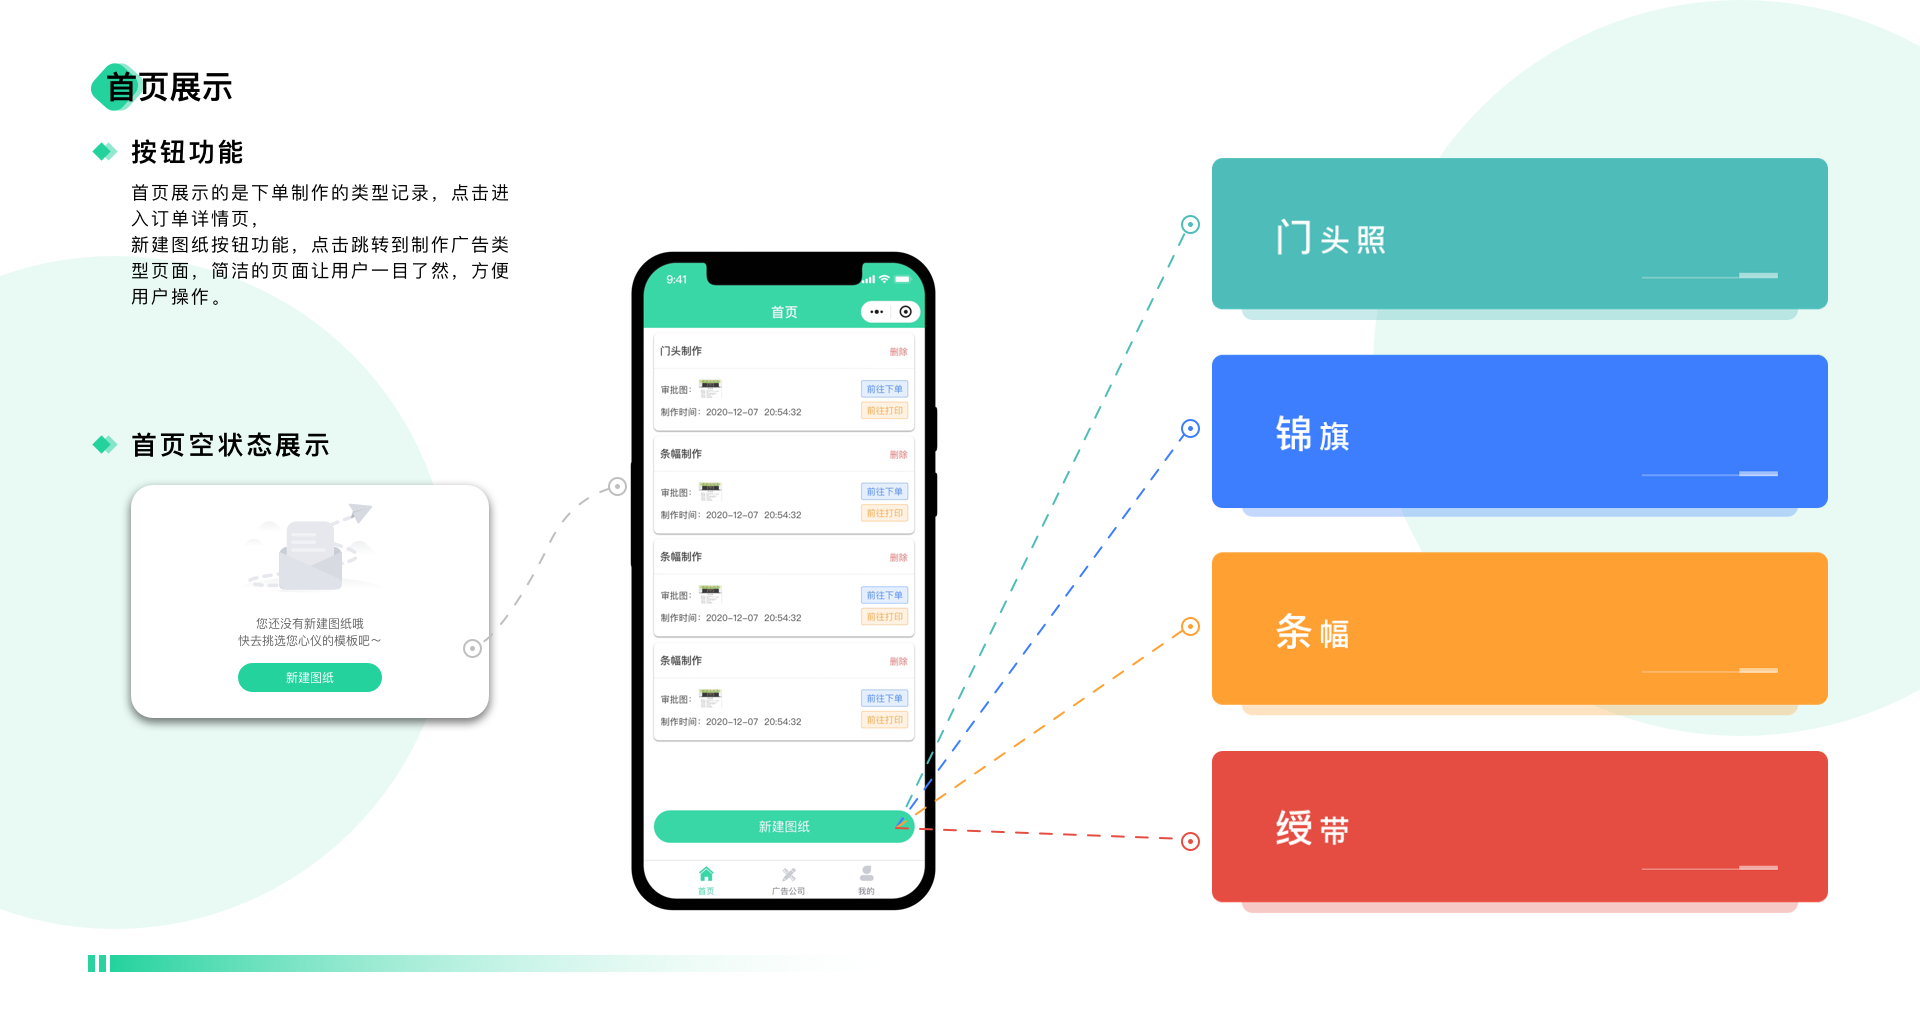 首页展示
按钮功能
首页展示的是下单制作的类型记录，点击进
入订单详情页，
新建图纸按钮功能，点击跳转到制作广告类
型页面，简洁的页面让用户一目了然，方便
用户操作。
首页空状态展示
您还没有新建图纸哦
快去挑选您心仪的模板吧～
新建图纸
9:41
首页
门头制作
删除
审批图：
前往下单
制作时间：2020-12-07 20:54:32
前往打印
条幅制作
删除
审批图：
前往下单
制作时间：2020-12-07 20:54:32
前往打印
条幅制作
删除
审批图：
前往下单
制作时间：2020-12-07 20:54:32
前往打印
条幅制作
删除
审批图：
前往下单
制作时间：2020-12-07 20:54:32
前往打印
新建图纸
首页
广告公司
我的
门头照
锦旗
条幅
绶带